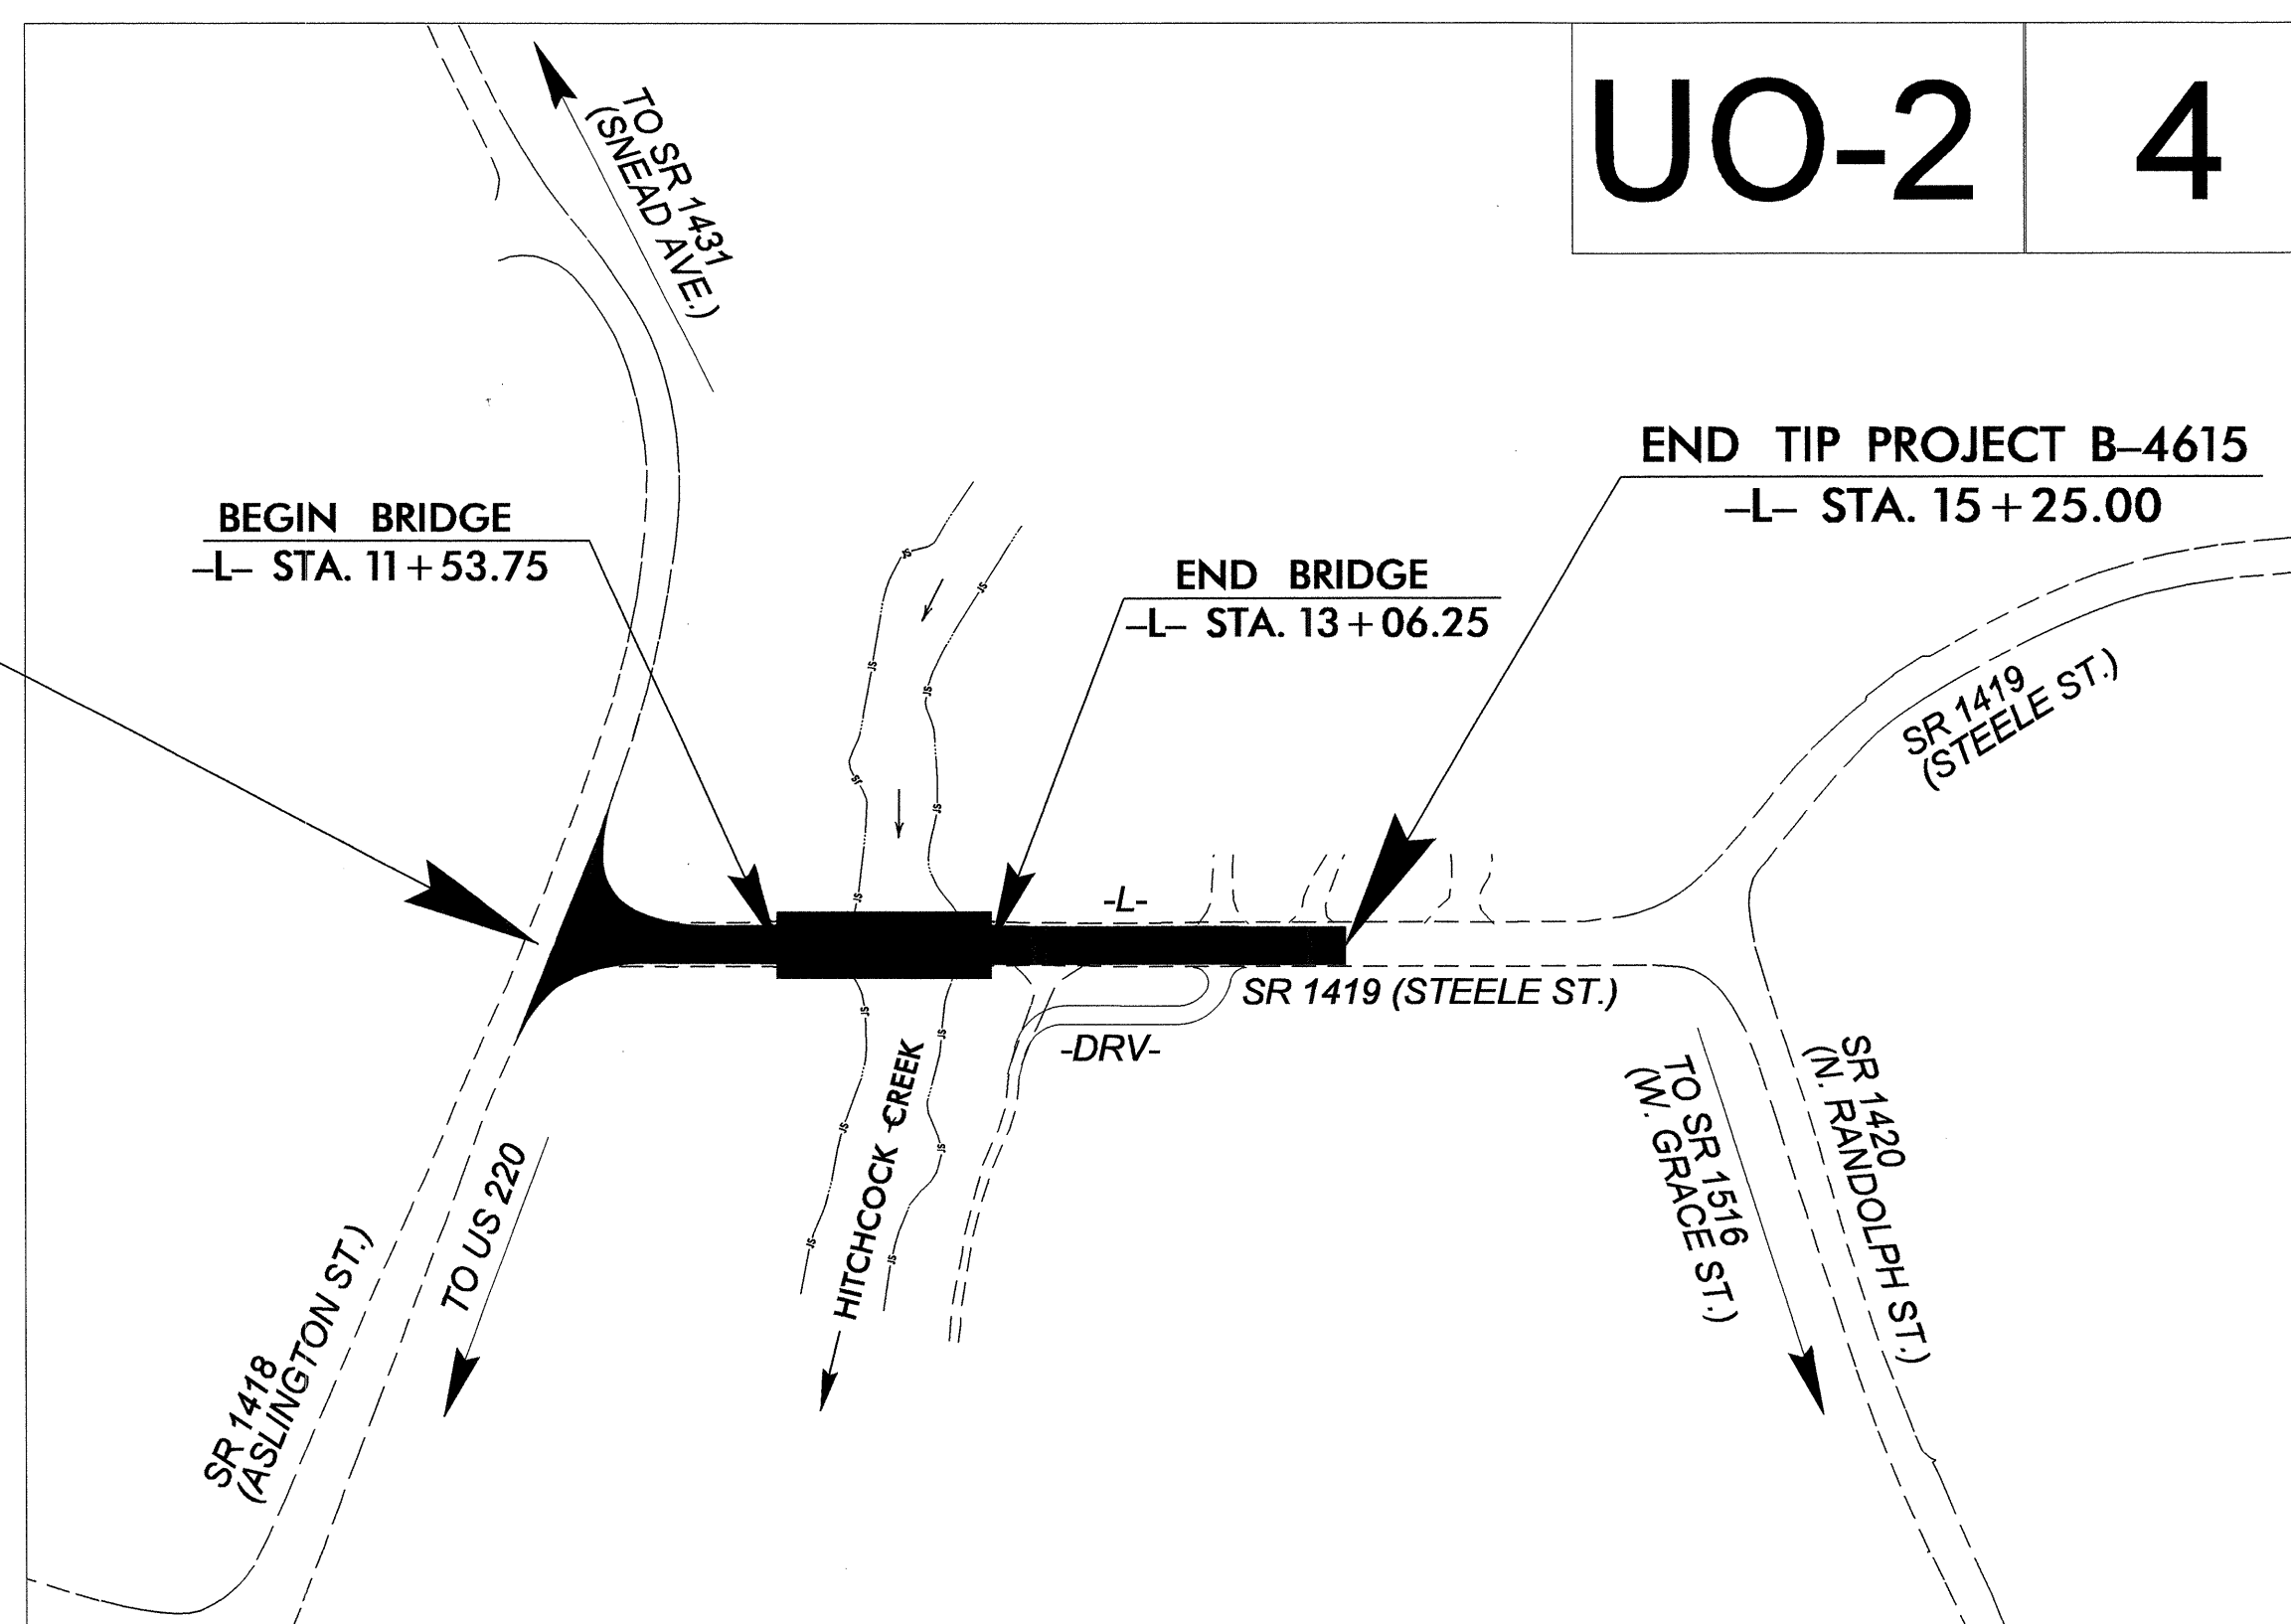 UO-2 4
TO SR 1431
(SNEAD AVE.)
END TIP PROJECT B–4615
–L– STA. 15+25.00
BEGIN BRIDGE
–L– STA. 11+53.75
END BRIDGE
–L– STA. 13+06.25
SR 1419
(STEELE ST.)
-L-
SR 1419 (STEELE ST.)
-DRV-
HITCHCOCK CREEK
TO US 220
SR 1418
(ASLINGTON ST.)
TO SR 1516
(W. GRACE ST.)
SR 1420
(N. RANDOLPH ST.)